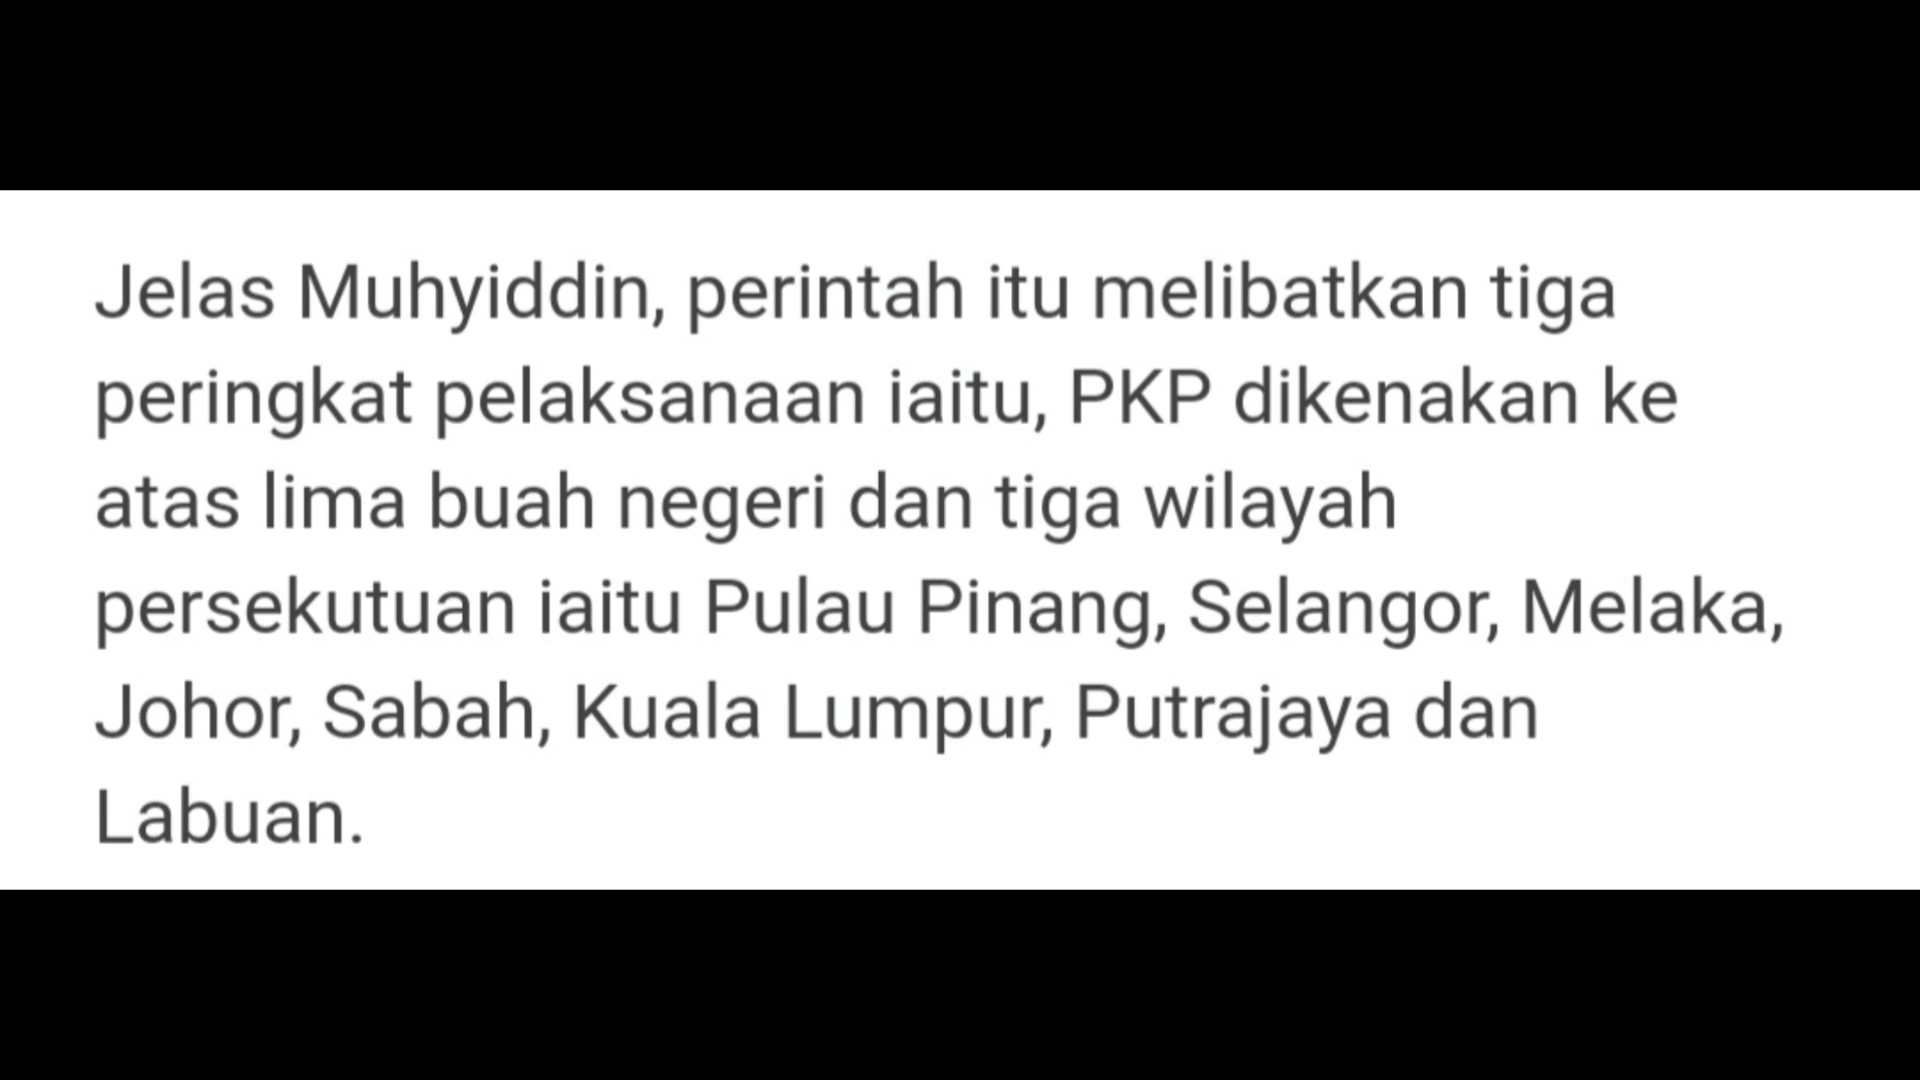 Jelas Muhyiddin, perintah itu melibatkan tiga
peringkat pelaksanaan iaitu, PKP dikenakan ke
atas lima buah negeri dan tiga wilayah
persekutuan iaitu Pulau Pinang, Selangor, Melaka,
Johor, Sabah, Kuala Lumpur, Putrajaya dan
Labuan.